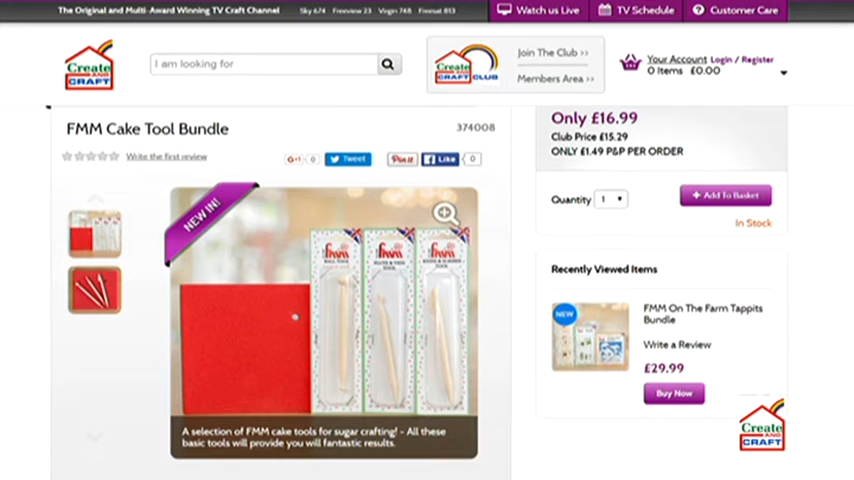 The Original and Multi-Award Winning TV Craft Channel
Sky 674 Freeview 23 Virgin 748 Freesat 813
Watch us Live
TV Schedule
Customer Care
Create
AND
CRAFT
I am looking for
Create
AND
CRAFT CLUB
Join The Club >>
Members Area >>
Your Account Login / Register
0 Items £0.00
FMM Cake Tool Bundle
374008
Write the first review
G+1 0
Tweet
Pin it
Like 0
NEW IN!
fmm
BALL TOOL
fmm
fmm
A selection of FMM cake tools for sugar crafting! - All these
basic tools will provide you will fantastic results.
Only £16.99
Club Price £15.29
ONLY £1.49 P&P PER ORDER
Quantity 1
+ Add To Basket
In Stock
Recently Viewed Items
NEW
FMM On The Farm Tappits
Bundle
Write a Review
£29.99
Buy Now
Create
AND
CRAFT